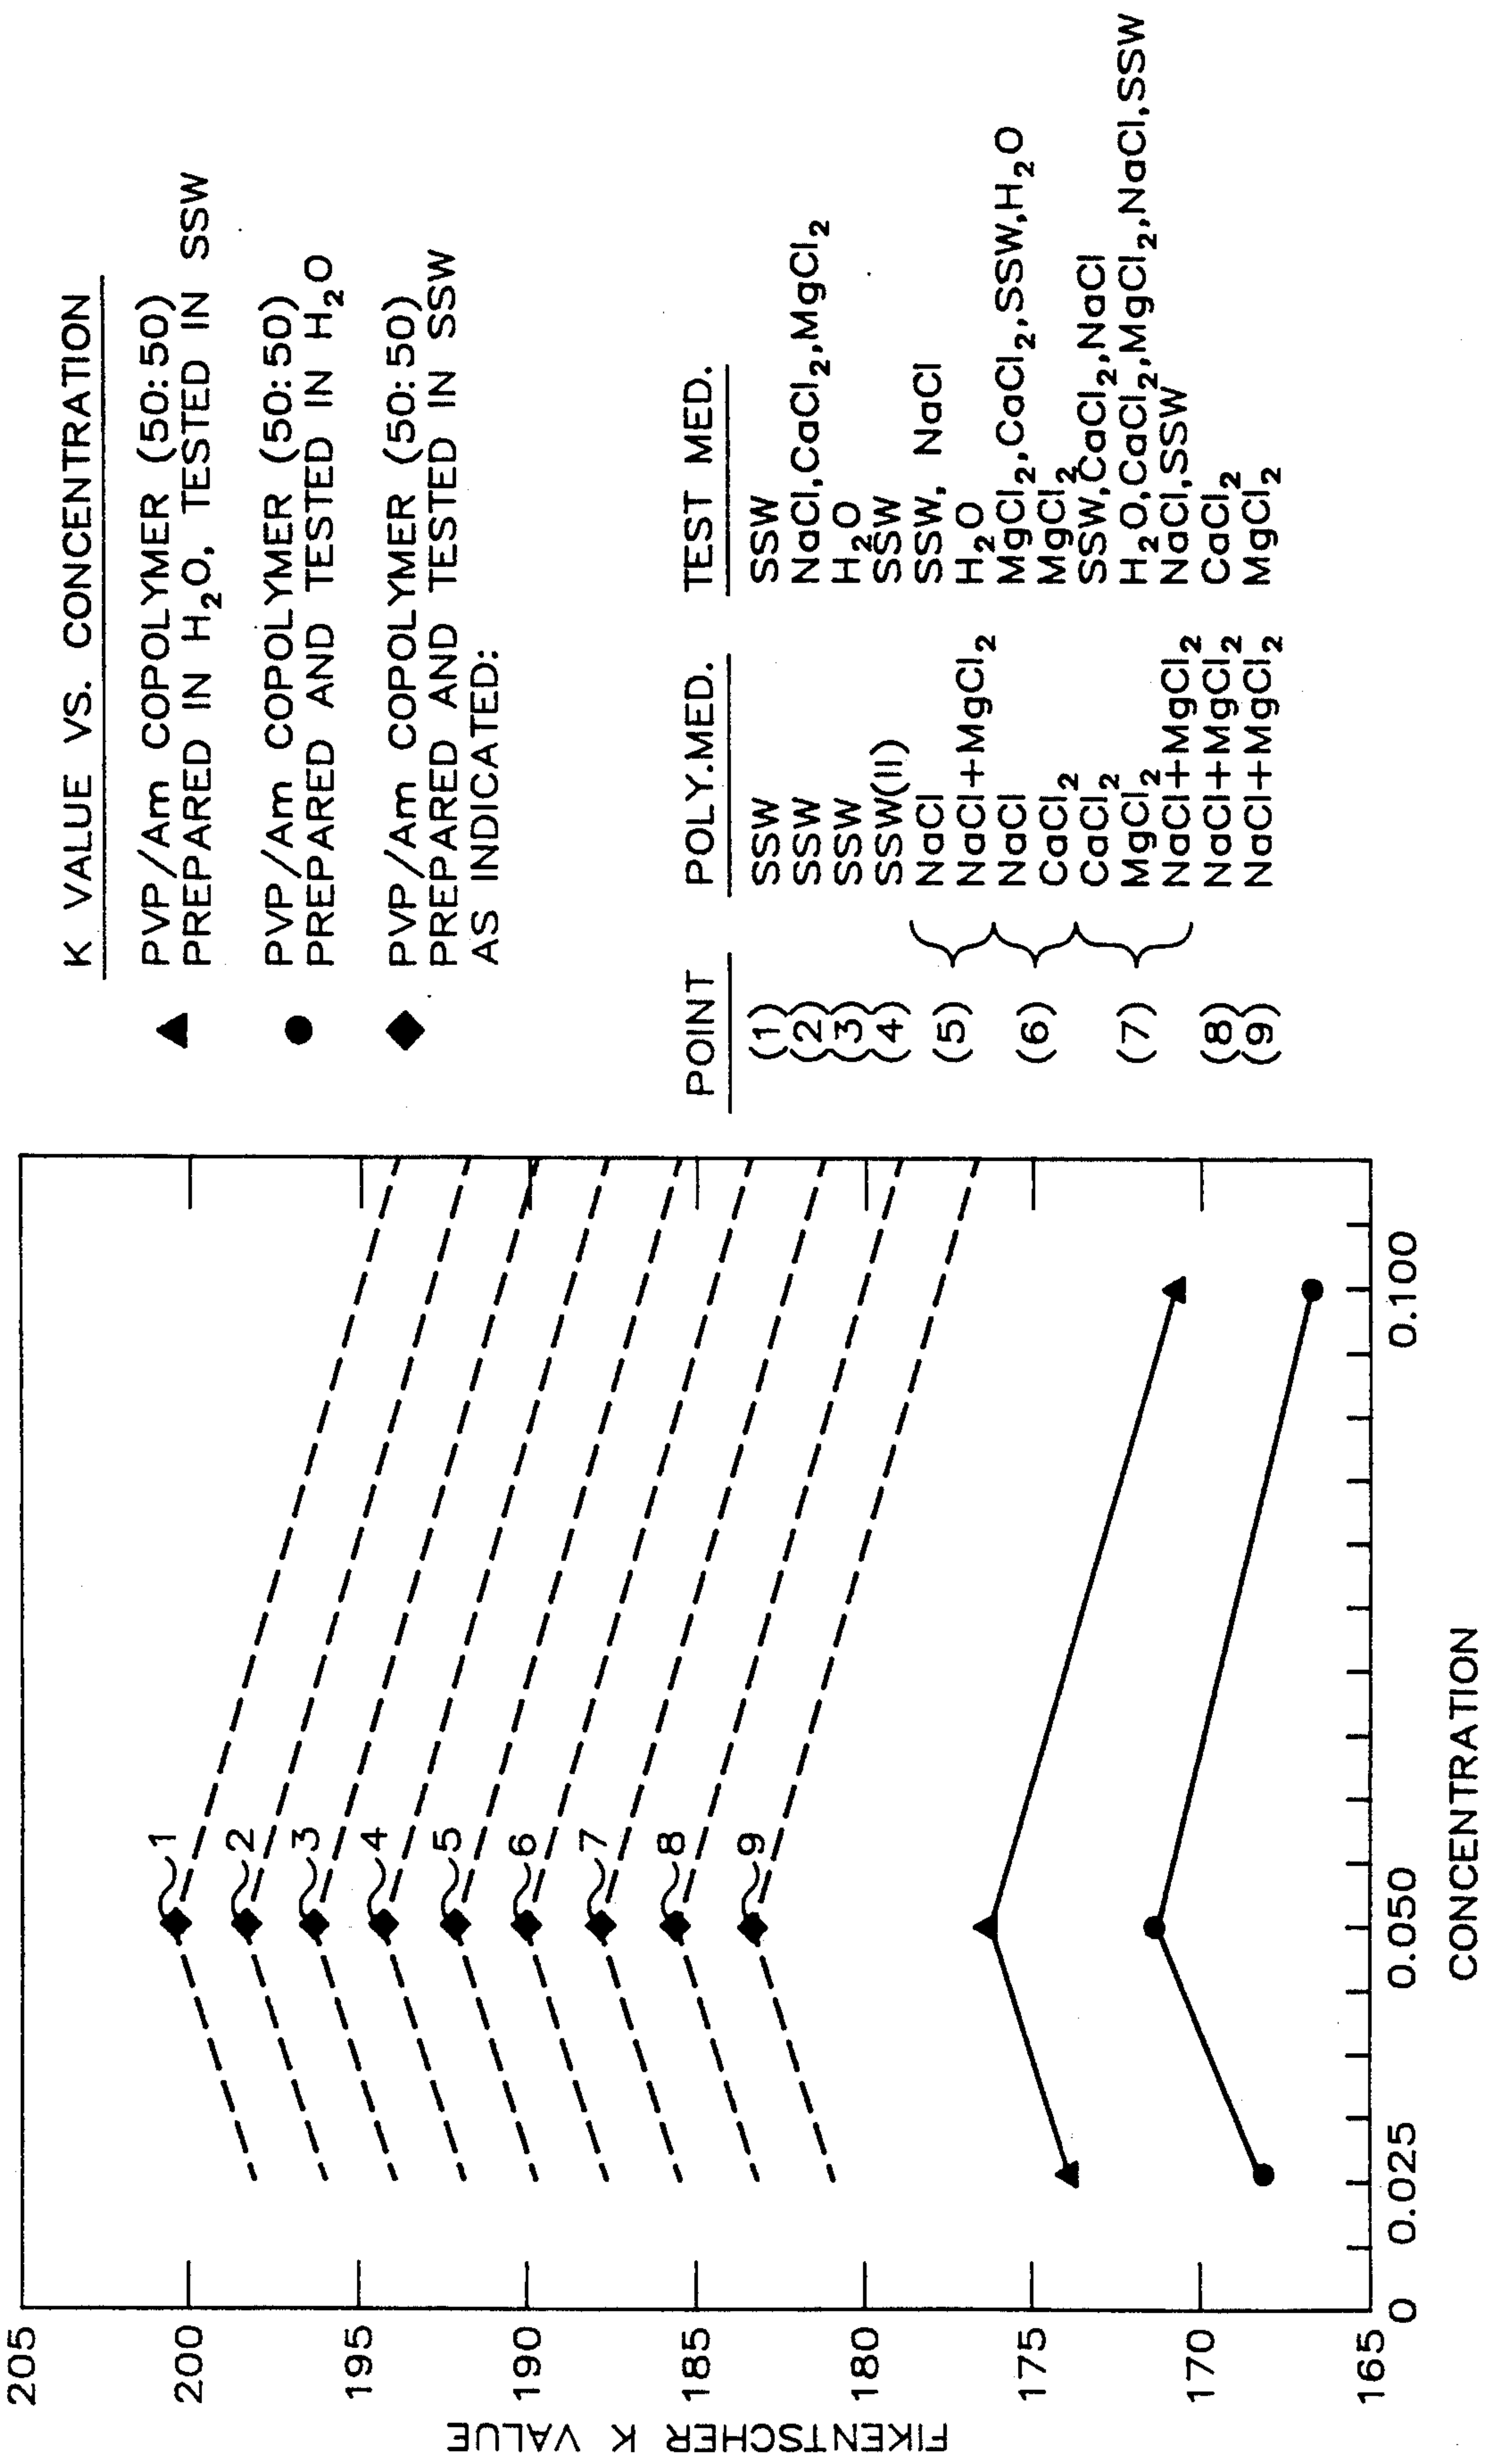 K VALUE VS. CONCENTRATION
PVP/Am COPOLYMER (50:50)
PREPARED IN H₂O, TESTED IN SSW
PVP/Am COPOLYMER (50:50)
PREPARED AND TESTED IN H₂O
PVP/Am COPOLYMER (50:50)
PREPARED AND TESTED IN SSW
AS INDICATED:
POINT POLY.MED. TEST MED.
(1) SSW SSW
(2) SSW NaCl,CaCl₂,MgCl₂
(3) SSW H₂O
(4) SSW(II) SSW
(5) NaCl SSW, NaCl
NaCl+MgCl₂ H₂O
(6) NaCl MgCl₂,CaCl₂,SSW,H₂O
CaCl₂ MgCl₂
(7) CaCl₂ SSW,CaCl₂,NaCl
MgCl₂ H₂O,CaCl₂,MgCl₂,NaCl,SSW
NaCl+MgCl₂ NaCl,SSW
(8) NaCl+MgCl₂ CaCl₂
(9) NaCl+MgCl₂ MgCl₂
FIKENTSCHER K VALUE
205
200
195
190
185
180
175
170
165
1
2
3
4
5
6
7
8
9
0 0.025 0.050 0.100
CONCENTRATION